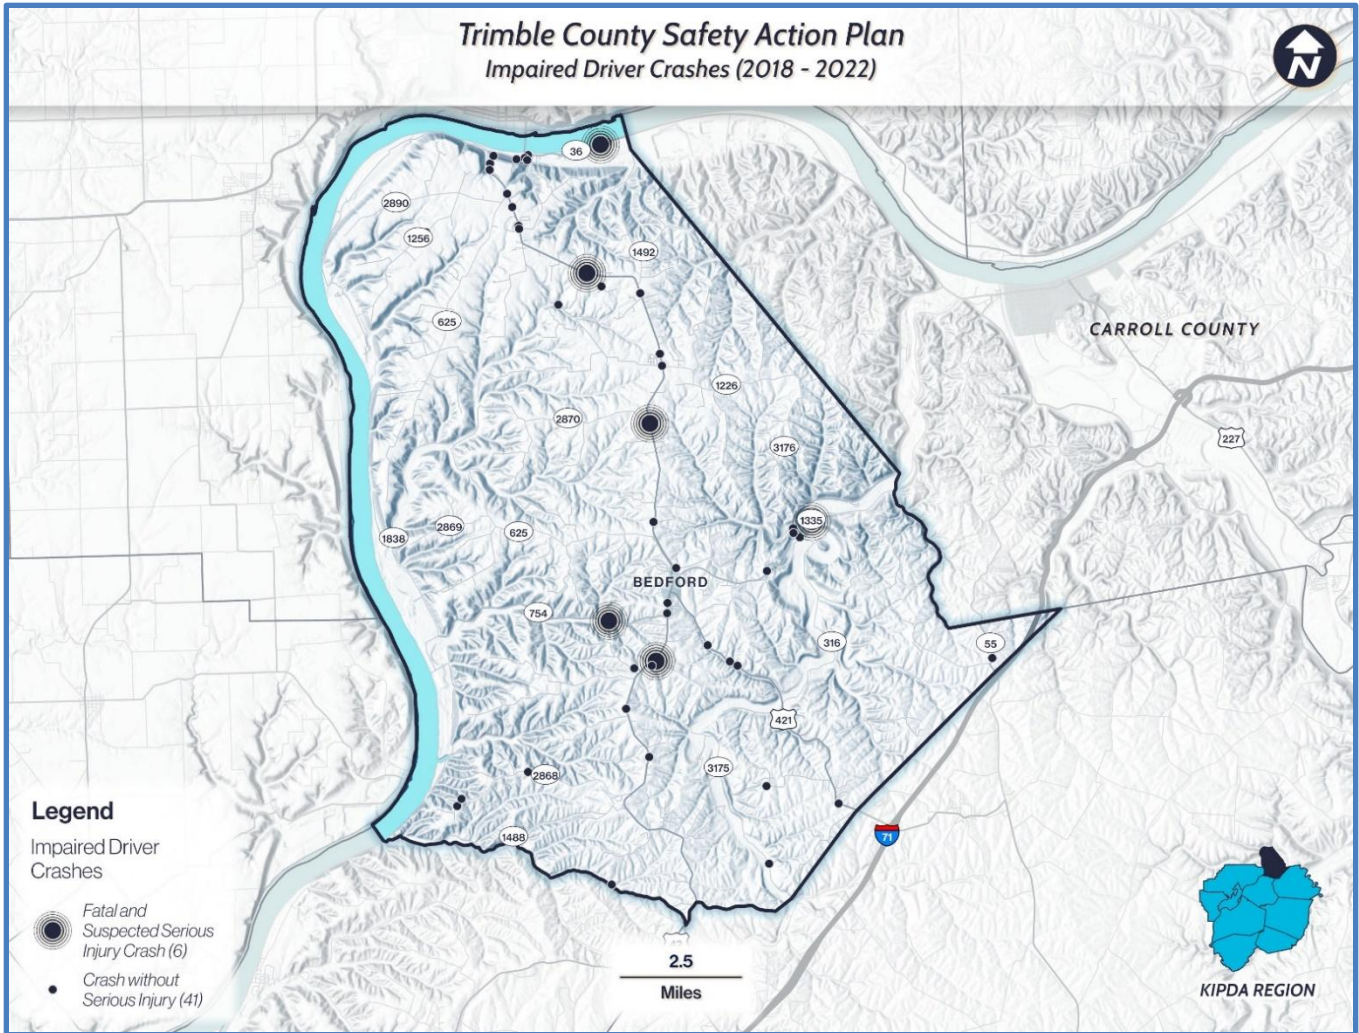 Trimble County Safety Action Plan
Impaired Driver Crashes (2018 - 2022)
N
36
2890
1256
1492
625
CARROLL COUNTY
1226
2870
227
3176
1335
2869
625
1838
BEDFORD
754
316
55
421
3175
2868
Legend
Impaired Driver
Crashes
1488
71
Fatal and
Suspected Serious
Injury Crash (6)
Crash without
Serious Injury (41)
2.5
Miles
KIPDA REGION